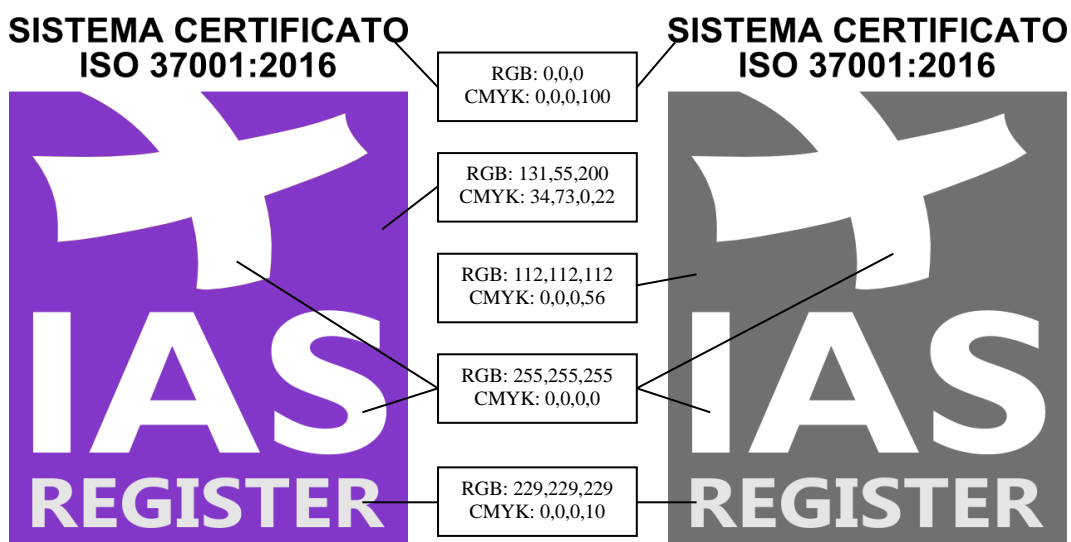 SISTEMA CERTIFICATO
ISO 37001:2016
IAS
REGISTER
RGB: 0,0,0
CMYK: 0,0,0,100
RGB: 131,55,200
CMYK: 34,73,0,22
RGB: 112,112,112
CMYK: 0,0,0,56
RGB: 255,255,255
CMYK: 0,0,0,0
RGB: 229,229,229
CMYK: 0,0,0,10
SISTEMA CERTIFICATO
ISO 37001:2016
IAS
REGISTER